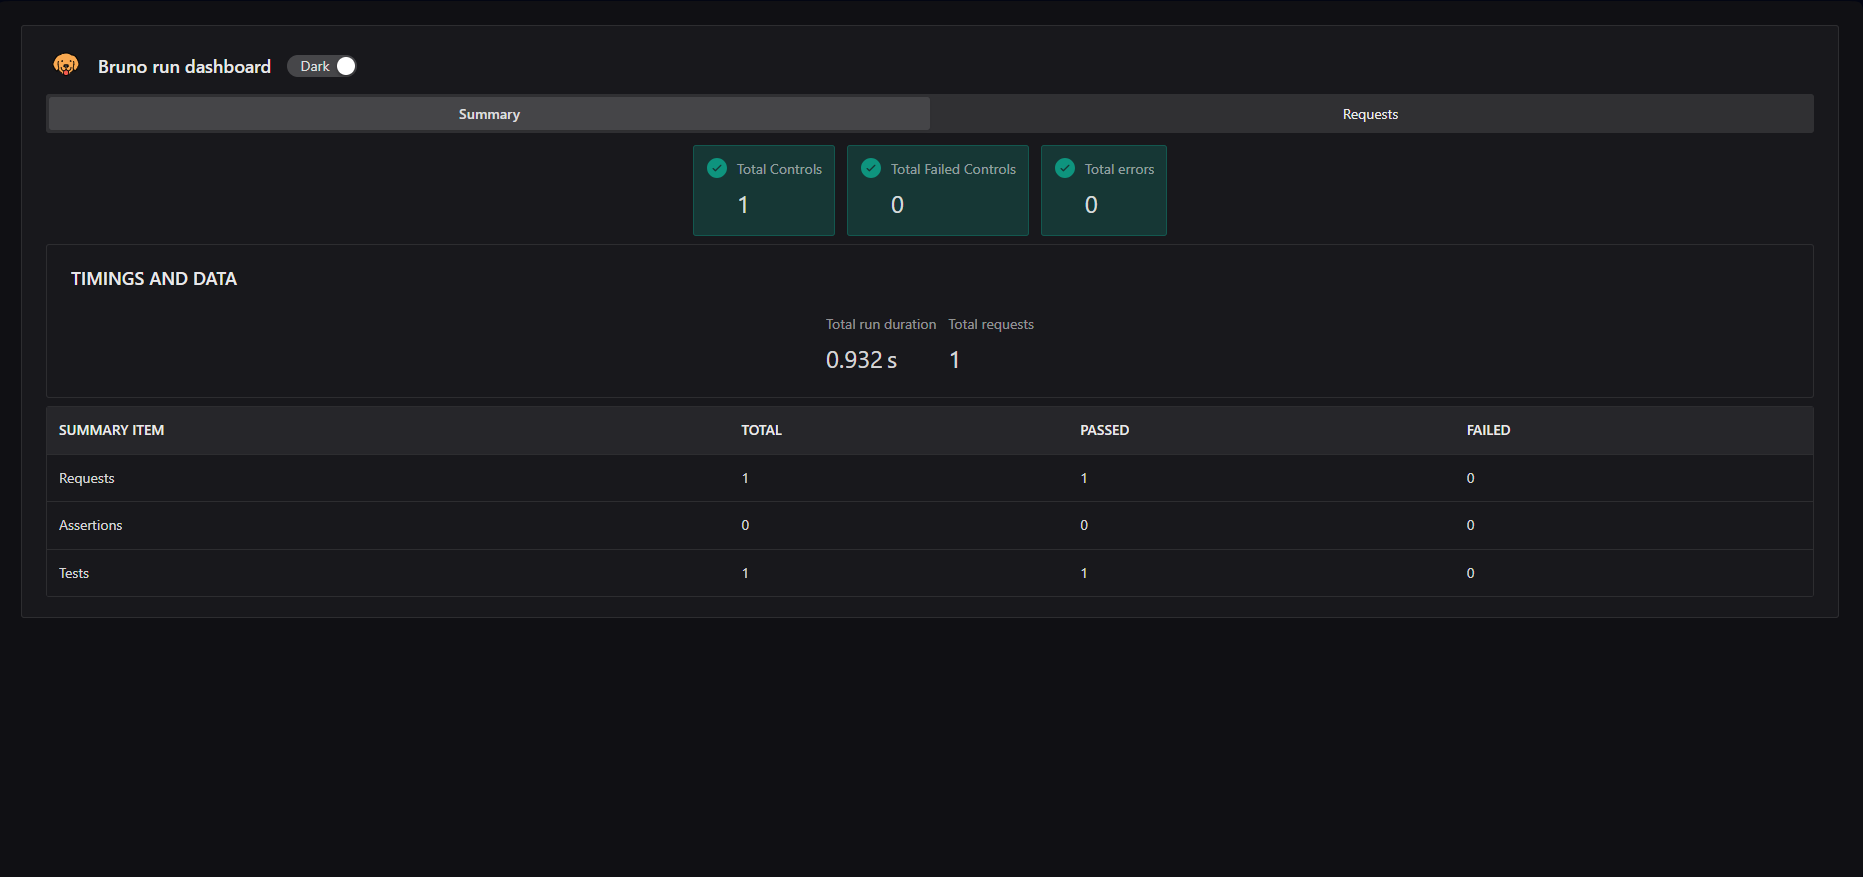 Bruno run dashboard Dark
Summary Requests
Total Controls Total Failed Controls Total errors
1 0 0
TIMINGS AND DATA
Total run duration Total requests
0.932 s 1
SUMMARY ITEM TOTAL PASSED FAILED
Requests 1 1 0
Assertions 0 0 0
Tests 1 1 0